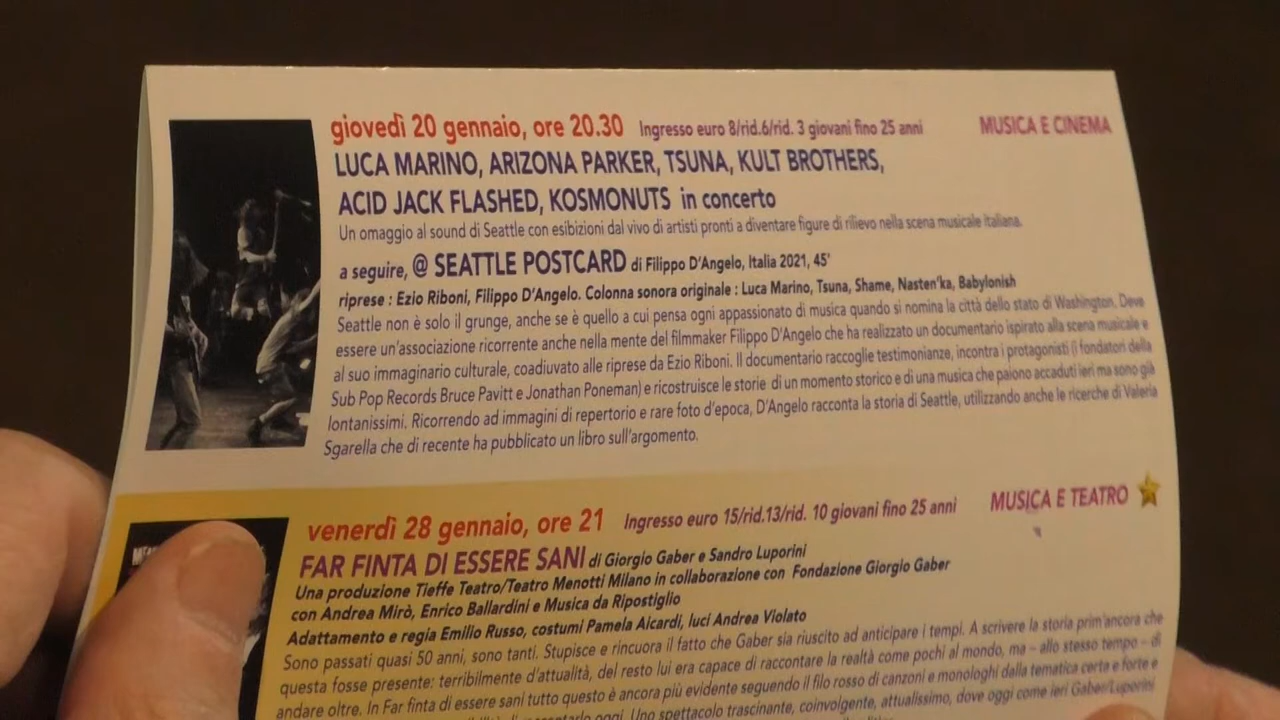 giovedì 20 gennaio, ore 20.30 Ingresso euro 8/rid.6/rid. 3 giovani fino 25 anni MUSICA E CINEMA
LUCA MARINO, ARIZONA PARKER, TSUNA, KULT BROTHERS,
ACID JACK FLASHED, KOSMONUTS in concerto
Un omaggio al sound di Seattle con esibizioni dal vivo di artisti pronti a diventare figure di rilievo nella scena musicale italiana.
a seguire, @ SEATTLE POSTCARD di Filippo D'Angelo, Italia 2021, 45'
riprese : Ezio Riboni, Filippo D'Angelo. Colonna sonora originale : Luca Marino, Tsuna, Shame, Nasten'ka, Babylonish
Seattle non è solo il grunge, anche se è quello a cui pensa ogni appassionato di musica quando si nomina la città dello stato di Washington. Deve
essere un'associazione ricorrente anche nella mente del filmmaker Filippo D'Angelo che ha realizzato un documentario ispirato alla scena musicale e
al suo immaginario culturale, coadiuvato alle riprese da Ezio Riboni. Il documentario raccoglie testimonianze, incontra i protagonisti (i fondatori della
Sub Pop Records Bruce Pavitt e Jonathan Poneman) e ricostruisce le storie di un momento storico e di una musica che paiono accaduti ieri ma sono già
lontanissimi. Ricorrendo ad immagini di repertorio e rare foto d'epoca, D'Angelo racconta la storia di Seattle, utilizzando anche le ricerche di Valeria
Sgarella che di recente ha pubblicato un libro sull'argomento.
venerdì 28 gennaio, ore 21 Ingresso euro 15/rid.13/rid. 10 giovani fino 25 anni MUSICA E TEATRO
FAR FINTA DI ESSERE SANI di Giorgio Gaber e Sandro Luporini
Una produzione Tieffe Teatro/Teatro Menotti Milano in collaborazione con Fondazione Giorgio Gaber
con Andrea Mirò, Enrico Ballardini e Musica da Ripostiglio
Adattamento e regia Emilio Russo, costumi Pamela Aicardi, luci Andrea Violato
Sono passati quasi 50 anni, sono tanti. Stupisce e rincuora il fatto che Gaber sia riuscito ad anticipare i tempi. A scrivere la storia prim'ancora che
questa fosse presente: terribilmente d'attualità, del resto lui era capace di raccontare la realtà come pochi al mondo, ma – allo stesso tempo – di
andare oltre. In Far finta di essere sani tutto questo è ancora più evidente seguendo il filo rosso di canzoni e monologhi dalla tematica certa e forte e
raccontarlo oggi. Uno spettacolo trascinante, coinvolgente, attualissimo, dove oggi come ieri Gaber/Luporini